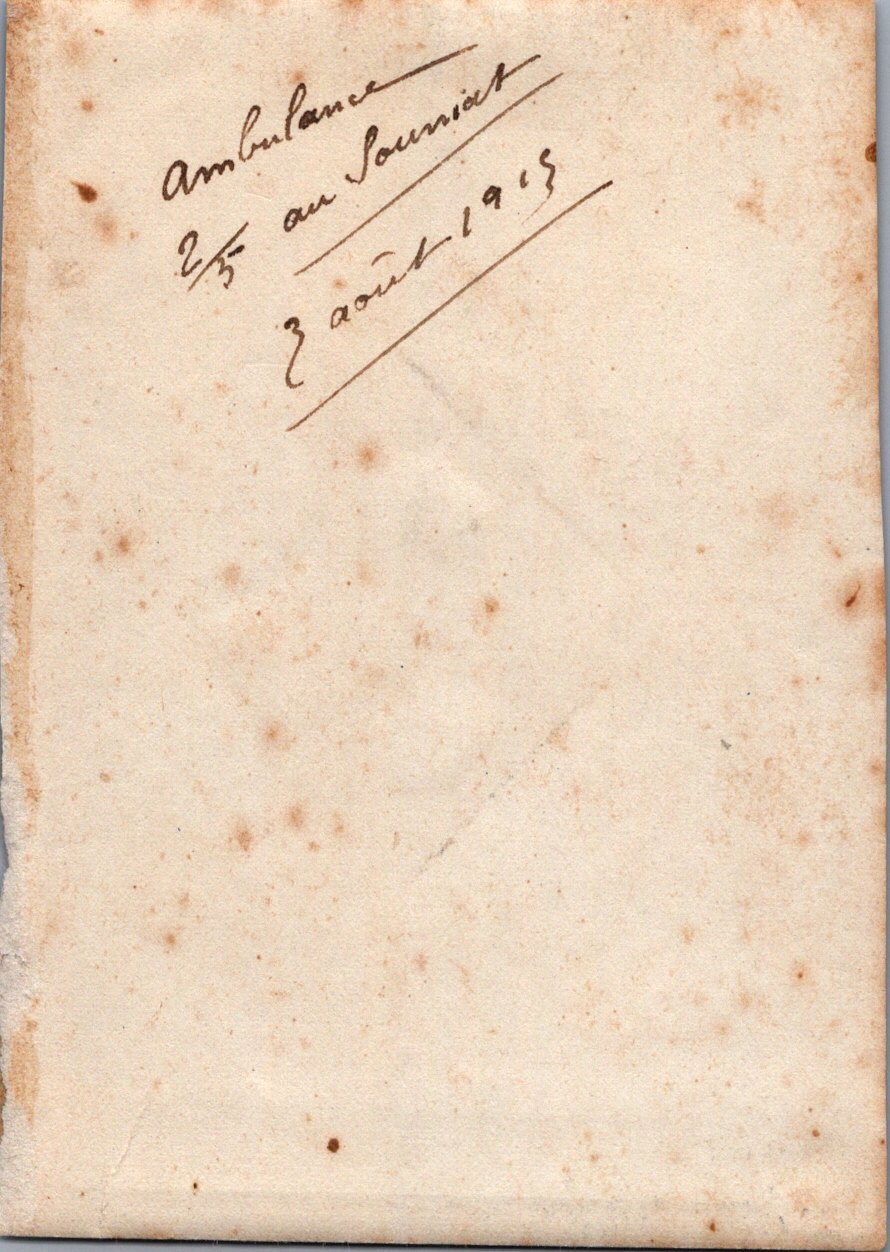 Ambulance
2/5 au Souniat
3 août 1915